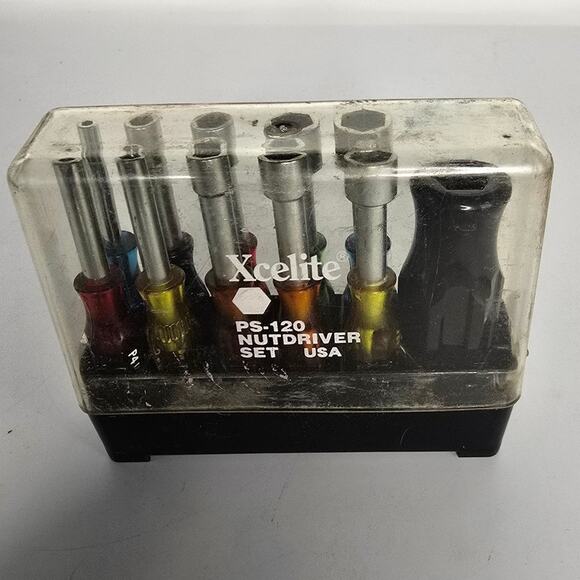 Xcelite®
PS-120
NUTDRIVER
SET USA